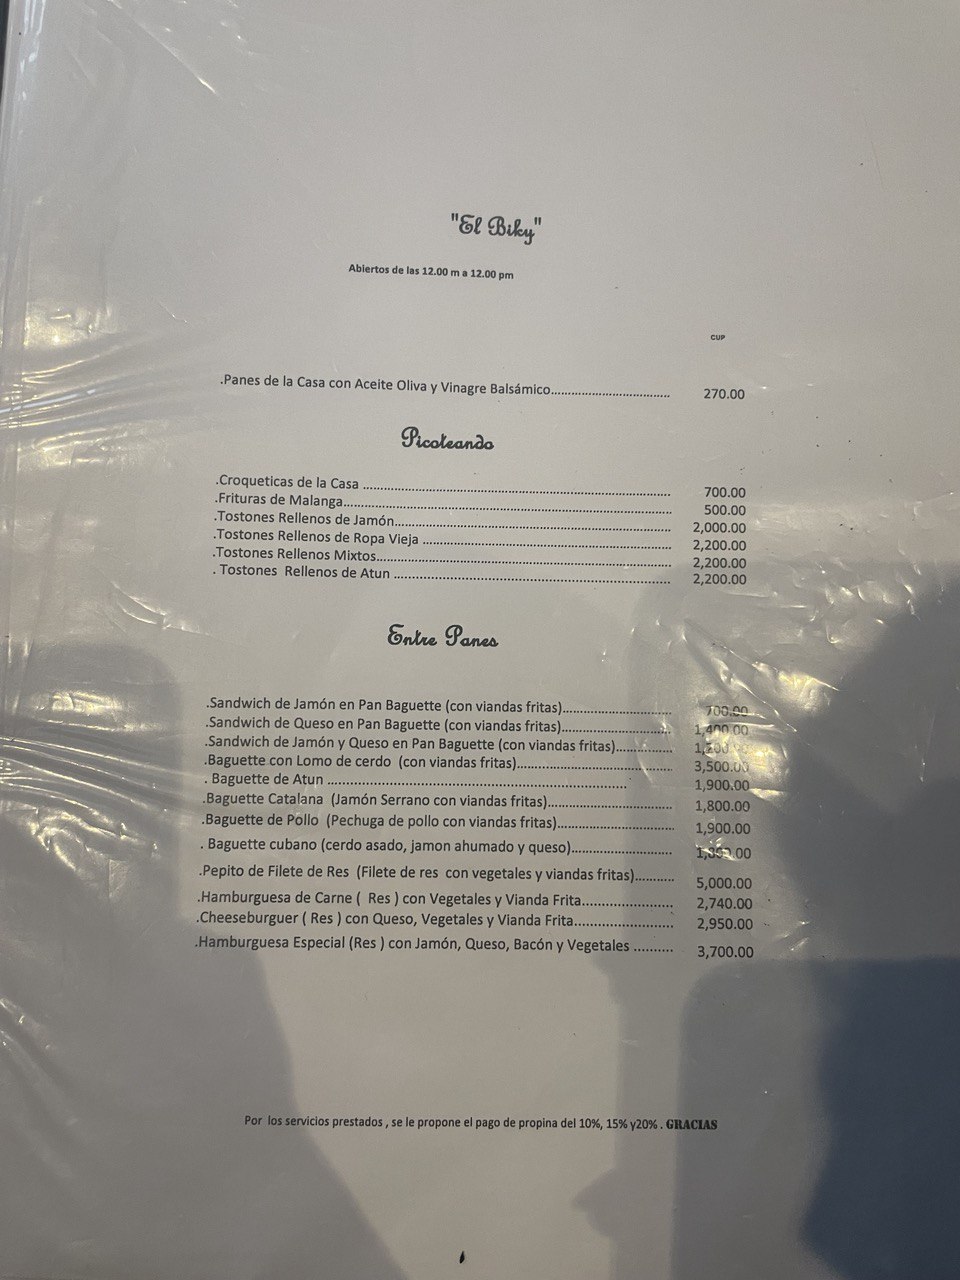 "El Biky"
Abiertos de las 12.00 m a 12.00 pm
CUP
.Panes de la Casa con Aceite Oliva y Vinagre Balsámico................................... 270.00
Picoteando
.Croqueticas de la Casa ........................................................................ 700.00
.Frituras de Malanga............................................................................. 500.00
.Tostones Rellenos de Jamón................................................................. 2,000.00
.Tostones Rellenos de Ropa Vieja ........................................................... 2,200.00
.Tostones Rellenos Mixtos..................................................................... 2,200.00
. Tostones Rellenos de Atun .................................................................. 2,200.00
Entre Panes
.Sandwich de Jamón en Pan Baguette (con viandas fritas).......................... 700.00
.Sandwich de Queso en Pan Baguette (con viandas fritas).......................... 1,400.00
.Sandwich de Jamón y Queso en Pan Baguette (con viandas fritas)..............
.Baguette con Lomo de cerdo (con viandas fritas)..................................... 3,500.00
. Baguette de Atun ....................................................................... 1,900.00
.Baguette Catalana (Jamón Serrano con viandas fritas).............................. 1,800.00
.Baguette de Pollo (Pechuga de pollo con viandas fritas)............................ 1,900.00
. Baguette cubano (cerdo asado, jamon ahumado y queso)........................
.Pepito de Filete de Res (Filete de res con vegetales y viandas fritas).......... 5,000.00
.Hamburguesa de Carne ( Res ) con Vegetales y Vianda Frita...................... 2,740.00
.Cheeseburguer ( Res ) con Queso, Vegetales y Vianda Frita........................ 2,950.00
.Hamburguesa Especial (Res ) con Jamón, Queso, Bacón y Vegetales .......... 3,700.00
Por los servicios prestados , se le propone el pago de propina del 10%, 15% y20% . GRACIAS